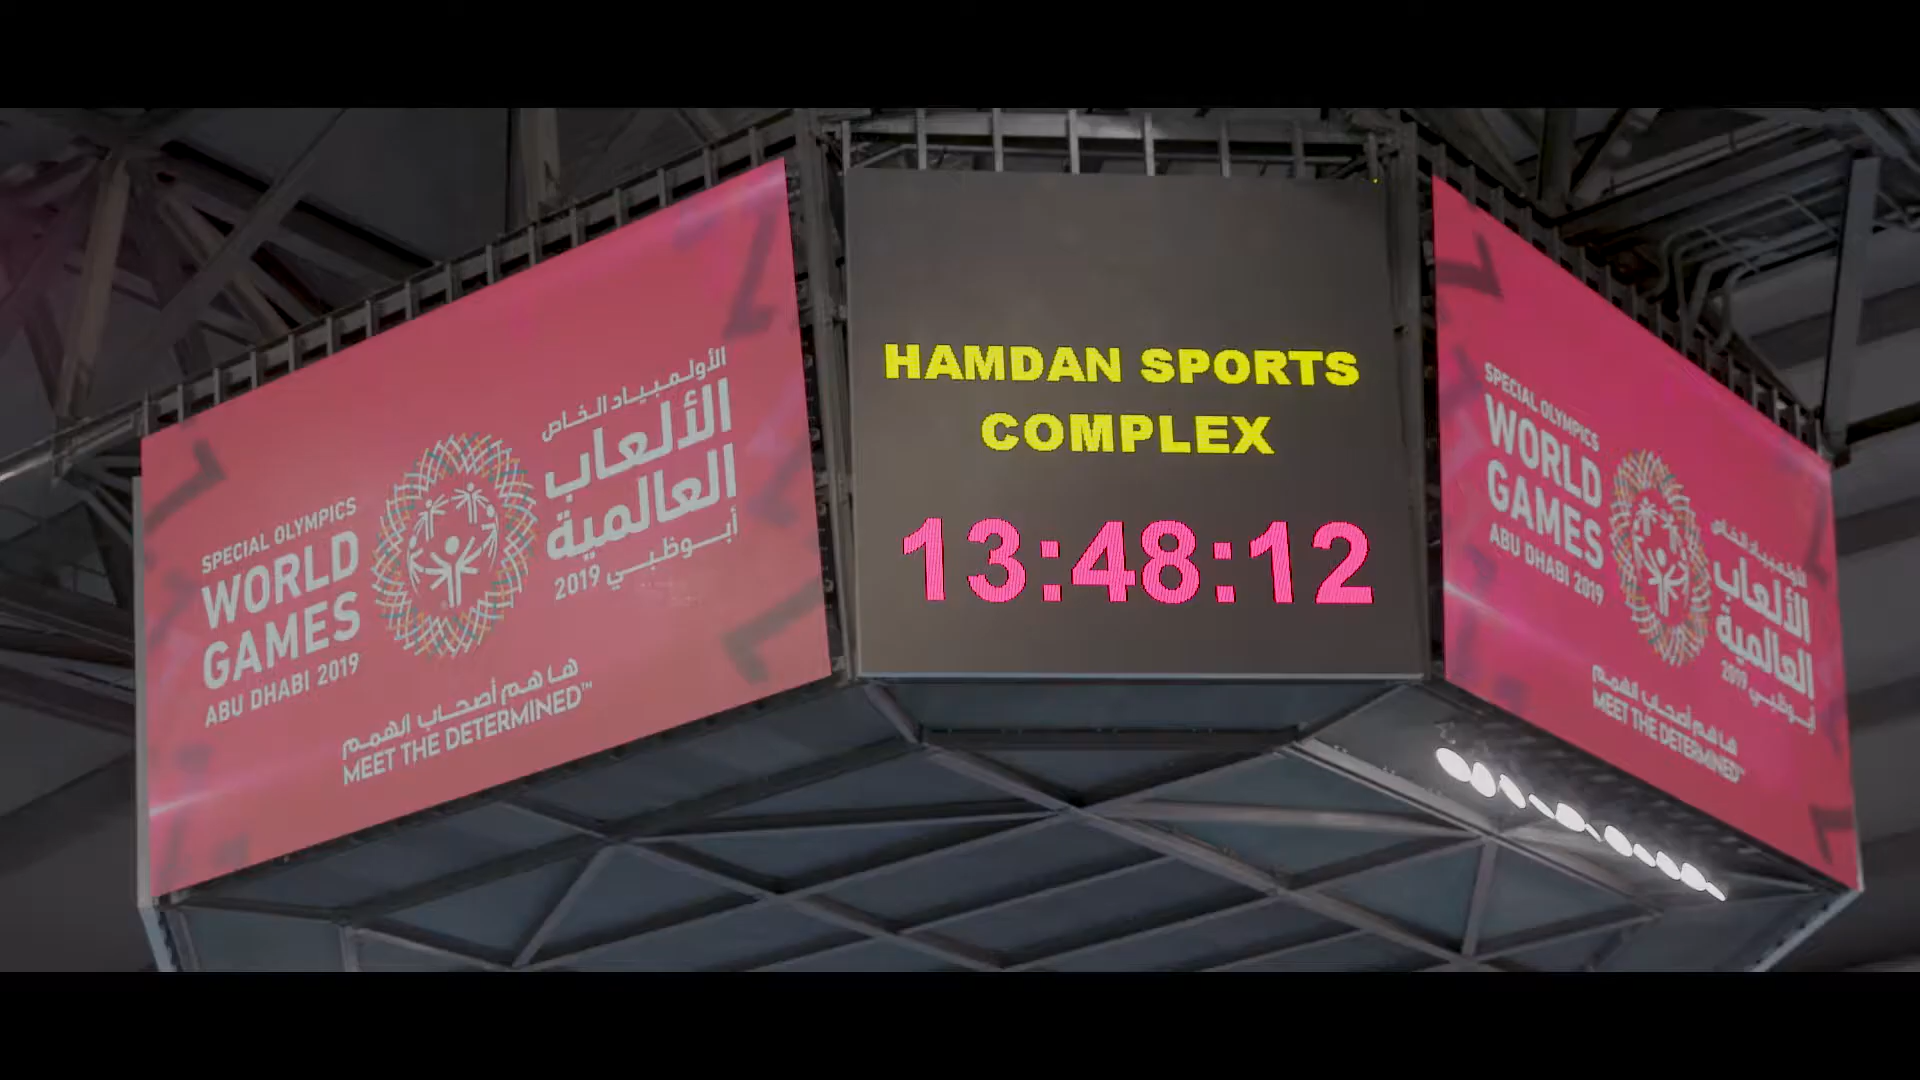 SPECIAL OLYMPICS
WORLD
GAMES
ABU DHABI 2019
الأولمبياد الخاص
الألعاب
العالمية
أبوظبي 2019
ها هم أصحاب الهمم
MEET THE DETERMINED™
HAMDAN SPORTS
COMPLEX
13:48:12
SPECIAL OLYMPICS
WORLD
GAMES
ABU DHABI 2019
الأولمبياد الخاص
الألعاب
العالمية
أبوظبي 2019
ها هم أصحاب الهمم
MEET THE DETERMINED™